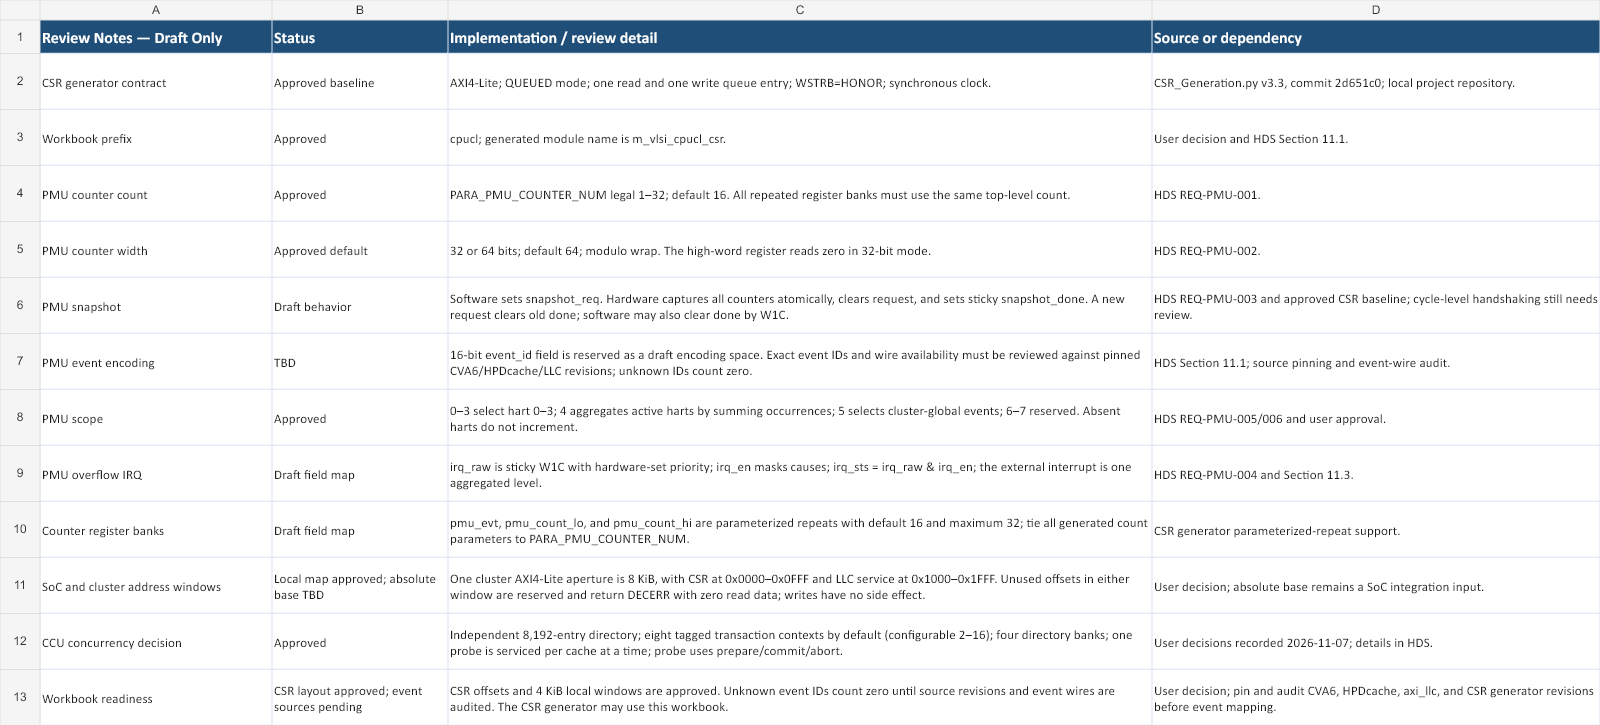 A B C D
1 Review Notes — Draft Only Status Implementation / review detail Source or dependency
2 CSR generator contract Approved baseline AXI4-Lite; QUEUED mode; one read and one write queue entry; WSTRB=HONOR; synchronous clock. CSR_Generation.py v3.3, commit 2d651c0; local project repository.
3 Workbook prefix Approved cpucl; generated module name is m_vlsi_cpucl_csr. User decision and HDS Section 11.1.
4 PMU counter count Approved PARA_PMU_COUNTER_NUM legal 1–32; default 16. All repeated register banks must use the same top-level count. HDS REQ-PMU-001.
5 PMU counter width Approved default 32 or 64 bits; default 64; modulo wrap. The high-word register reads zero in 32-bit mode. HDS REQ-PMU-002.
6 PMU snapshot Draft behavior
Software sets snapshot_req. Hardware captures all counters atomically, clears request, and sets sticky snapshot_done. A new
request clears old done; software may also clear done by W1C.
HDS REQ-PMU-003 and approved CSR baseline; cycle-level handshaking still needs
review.
7 PMU event encoding TBD
16-bit event_id field is reserved as a draft encoding space. Exact event IDs and wire availability must be reviewed against pinned
CVA6/HPDcache/LLC revisions; unknown IDs count zero.
HDS Section 11.1; source pinning and event-wire audit.
8 PMU scope Approved
0–3 select hart 0–3; 4 aggregates active harts by summing occurrences; 5 selects cluster-global events; 6–7 reserved. Absent
harts do not increment.
HDS REQ-PMU-005/006 and user approval.
9 PMU overflow IRQ Draft field map
irq_raw is sticky W1C with hardware-set priority; irq_en masks causes; irq_sts = irq_raw & irq_en; the external interrupt is one
aggregated level.
HDS REQ-PMU-004 and Section 11.3.
10 Counter register banks Draft field map
pmu_evt, pmu_count_lo, and pmu_count_hi are parameterized repeats with default 16 and maximum 32; tie all generated count
parameters to PARA_PMU_COUNTER_NUM.
CSR generator parameterized-repeat support.
11 SoC and cluster address windows
Local map approved; absolute
base TBD
One cluster AXI4-Lite aperture is 8 KiB, with CSR at 0x0000–0x0FFF and LLC service at 0x1000–0x1FFF. Unused offsets in either
window are reserved and return DECERR with zero read data; writes have no side effect.
User decision; absolute base remains a SoC integration input.
12 CCU concurrency decision Approved
Independent 8,192-entry directory; eight tagged transaction contexts by default (configurable 2–16); four directory banks; one
probe is serviced per cache at a time; probe uses prepare/commit/abort.
User decisions recorded 2026-11-07; details in HDS.
13 Workbook readiness
CSR layout approved; event
sources pending
CSR offsets and 4 KiB local windows are approved. Unknown event IDs count zero until source revisions and event wires are
audited. The CSR generator may use this workbook.
User decision; pin and audit CVA6, HPDcache, axi_llc, and CSR generator revisions
before event mapping.